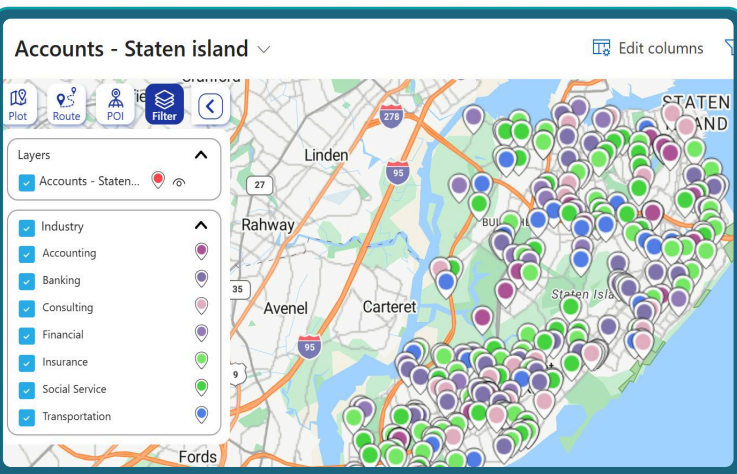 Accounts - Staten island
Edit columns
Plot
Route
POI
Filter
Layers
Accounts - Staten...
Industry
Accounting
Banking
Consulting
Financial
Insurance
Social Service
Transportation
278
Linden
95
27
Rahway
35
Avenel
Carteret
95
9
Fords
STATEN
Staten Isla